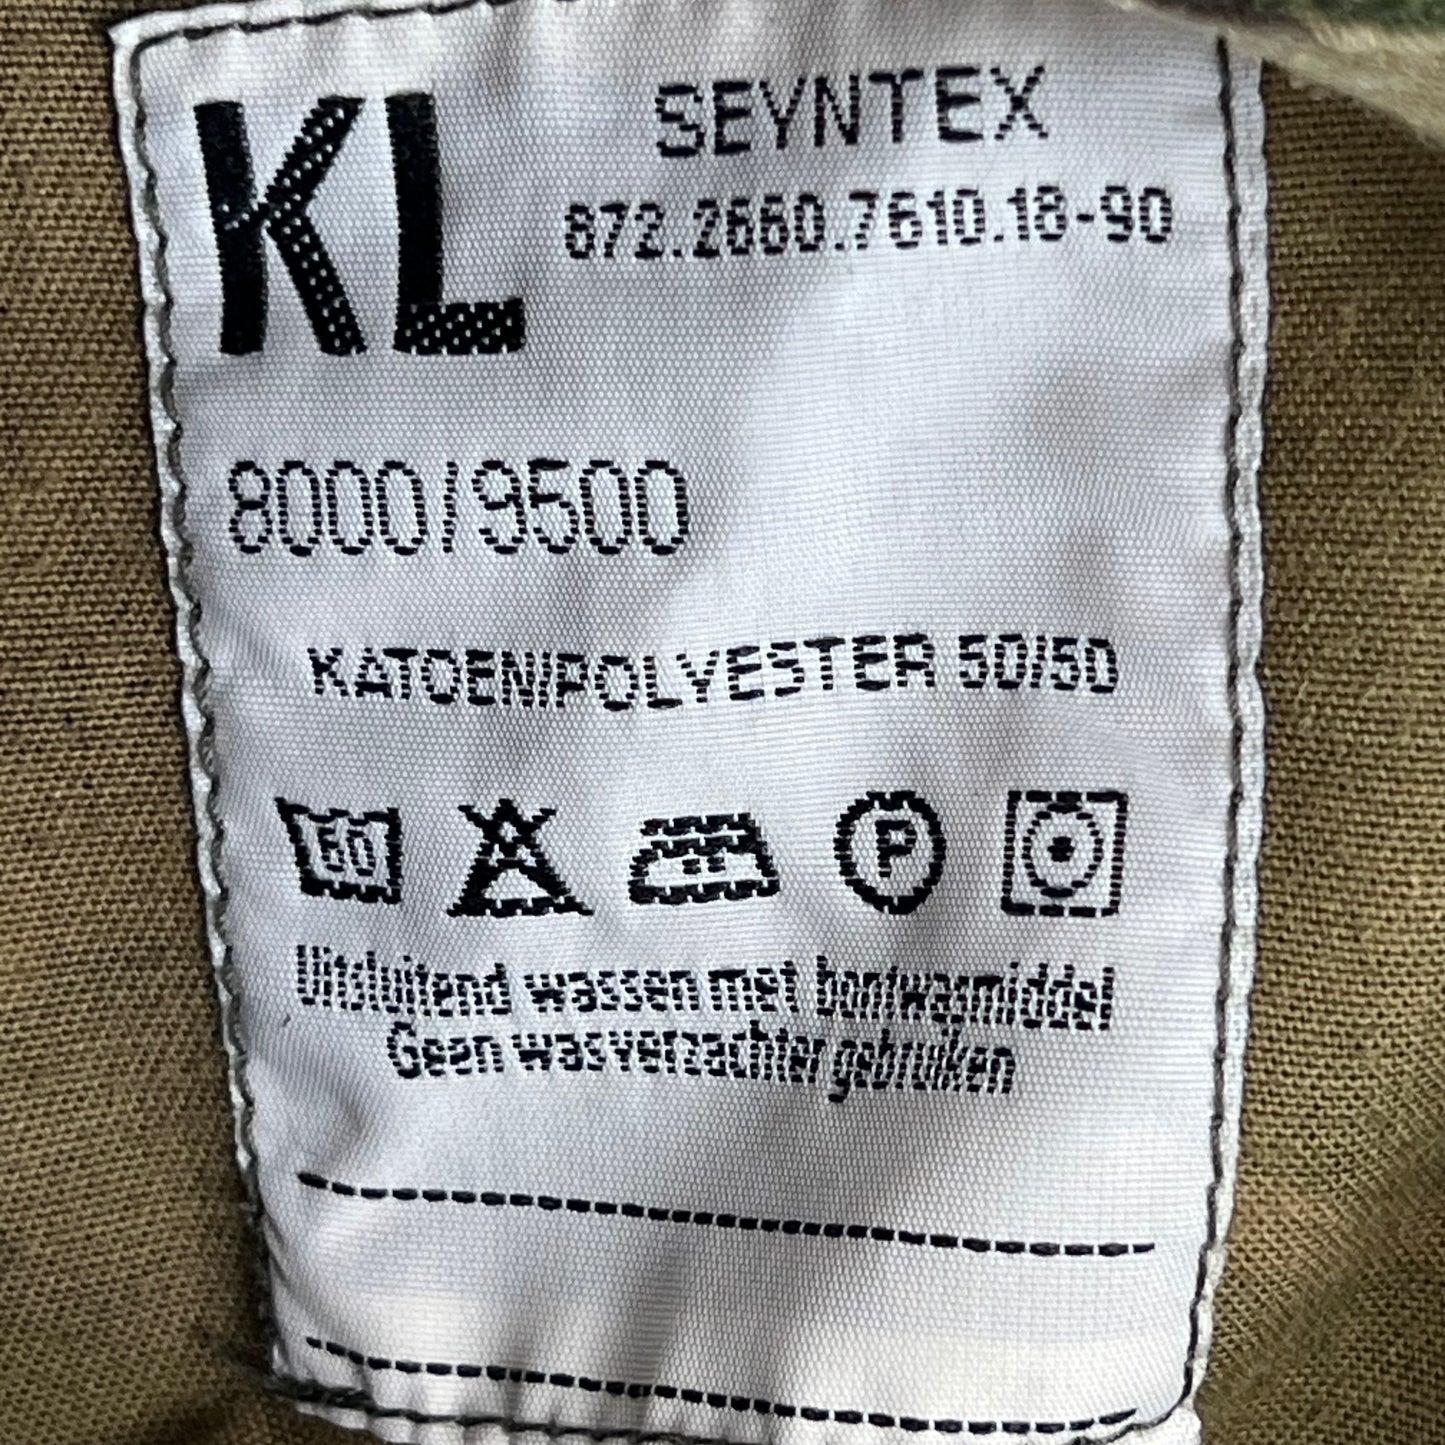 KL
SEYNTEX
672.2660.7610.18-90
8000/9500
KATOEN/POLYESTER 50/50
60
P
Uitsluitend wassen met bontwasmiddel
Geen wasverzachter gebruiken